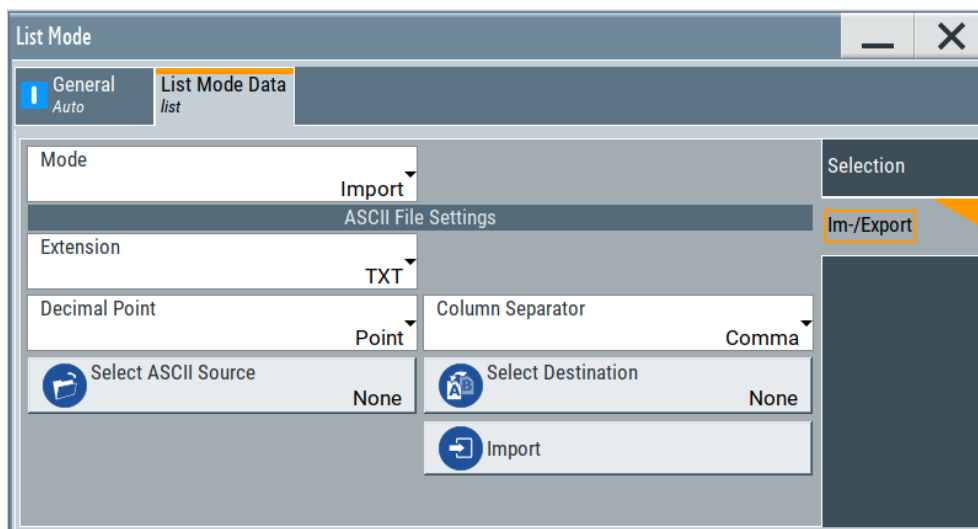 List Mode
General
Auto
List Mode Data
list
Mode
Import
Selection
ASCII File Settings
Im-/Export
Extension
TXT
Decimal Point
Point
Column Separator
Comma
Select ASCII Source
None
Select Destination
None
Import